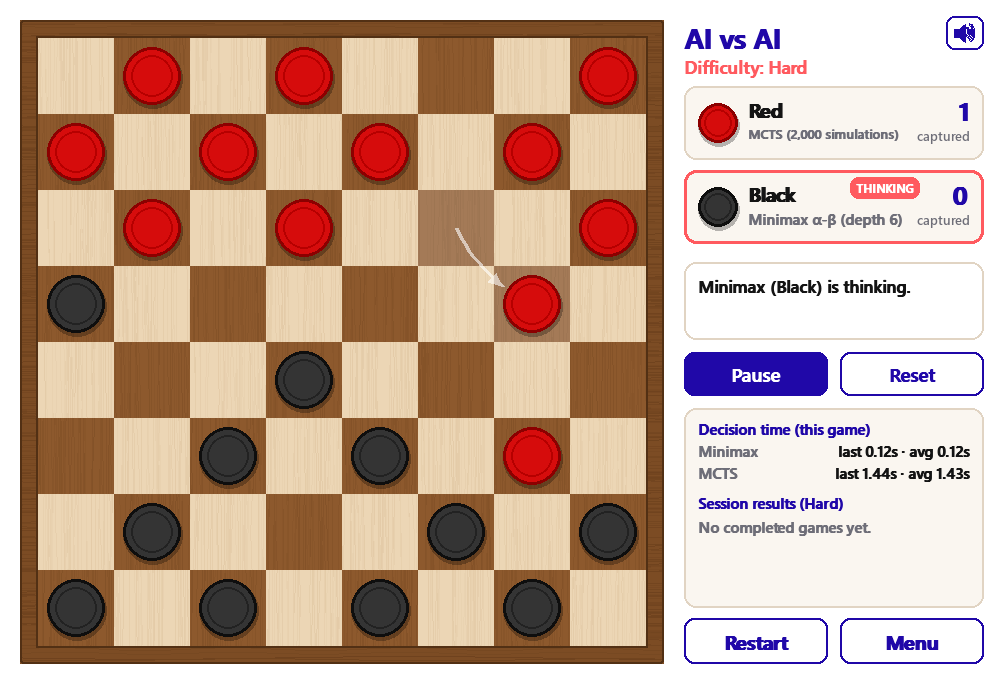 AI vs AI
Difficulty: Hard
Red
1
MCTS (2,000 simulations)
captured
THINKING
Black
0
Minimax α-β (depth 6)
captured
Minimax (Black) is thinking.
Pause
Reset
Decision time (this game)
Minimax
last 0.12s · avg 0.12s
MCTS
last 1.44s · avg 1.43s
Session results (Hard)
No completed games yet.
Restart
Menu